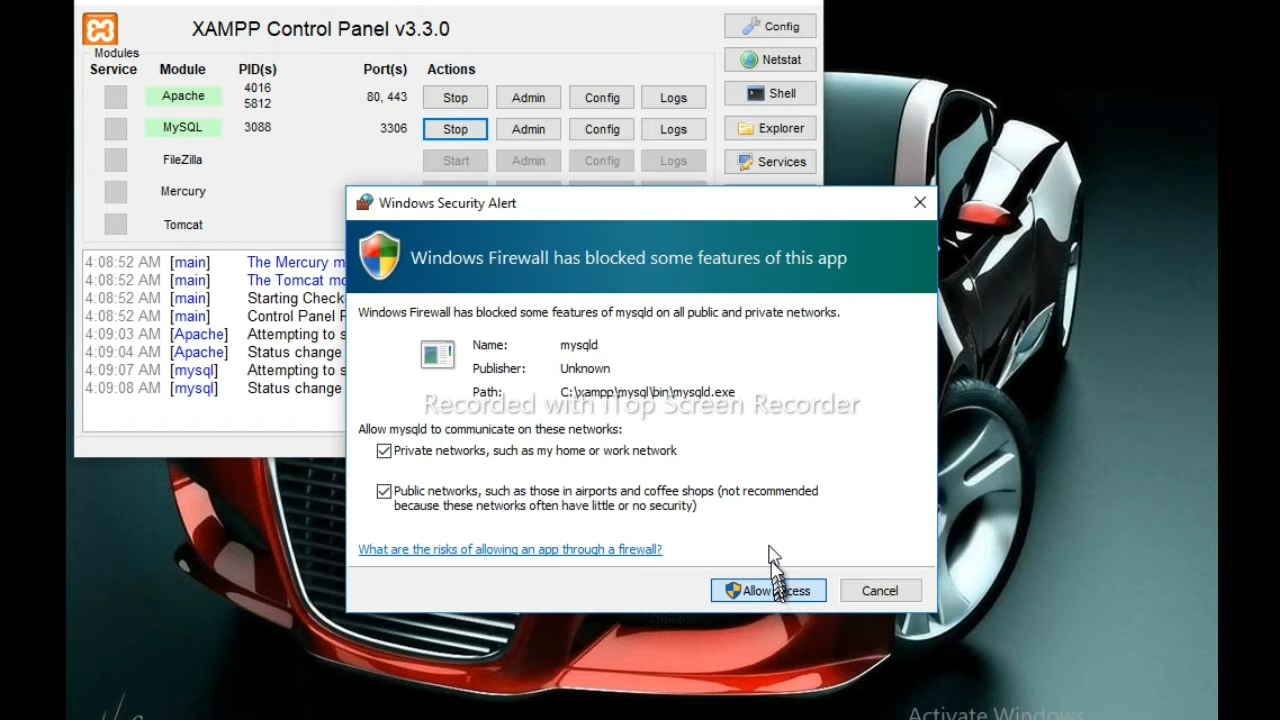 XAMPP Control Panel v3.3.0
Modules
Service Module PID(s) Port(s) Actions
Apache 4016 5812 80, 443 Stop Admin Config Logs
MySQL 3088 3306 Stop Admin Config Logs
FileZilla Start Admin Config Logs
Mercury
Tomcat
Config
Netstat
Shell
Explorer
Services
4:08:52 AM [main] The Mercury
4:08:52 AM [main] The Tomcat
4:08:52 AM [main] Starting Check
4:08:52 AM [main] Control Panel
4:09:03 AM [Apache] Attempting to
4:09:04 AM [Apache] Status change
4:09:07 AM [mysql] Attempting to
4:09:08 AM [mysql] Status change
Windows Security Alert
Windows Firewall has blocked some features of this app
Windows Firewall has blocked some features of mysqld on all public and private networks.
Name: mysqld
Publisher: Unknown
Path: C:\xampp\mysql\bin\mysqld.exe
Recorded with iTop Screen Recorder
Allow mysqld to communicate on these networks:
Private networks, such as my home or work network
Public networks, such as those in airports and coffee shops (not recommended
because these networks often have little or no security)
What are the risks of allowing an app through a firewall?
Allow access Cancel
Activate Windows